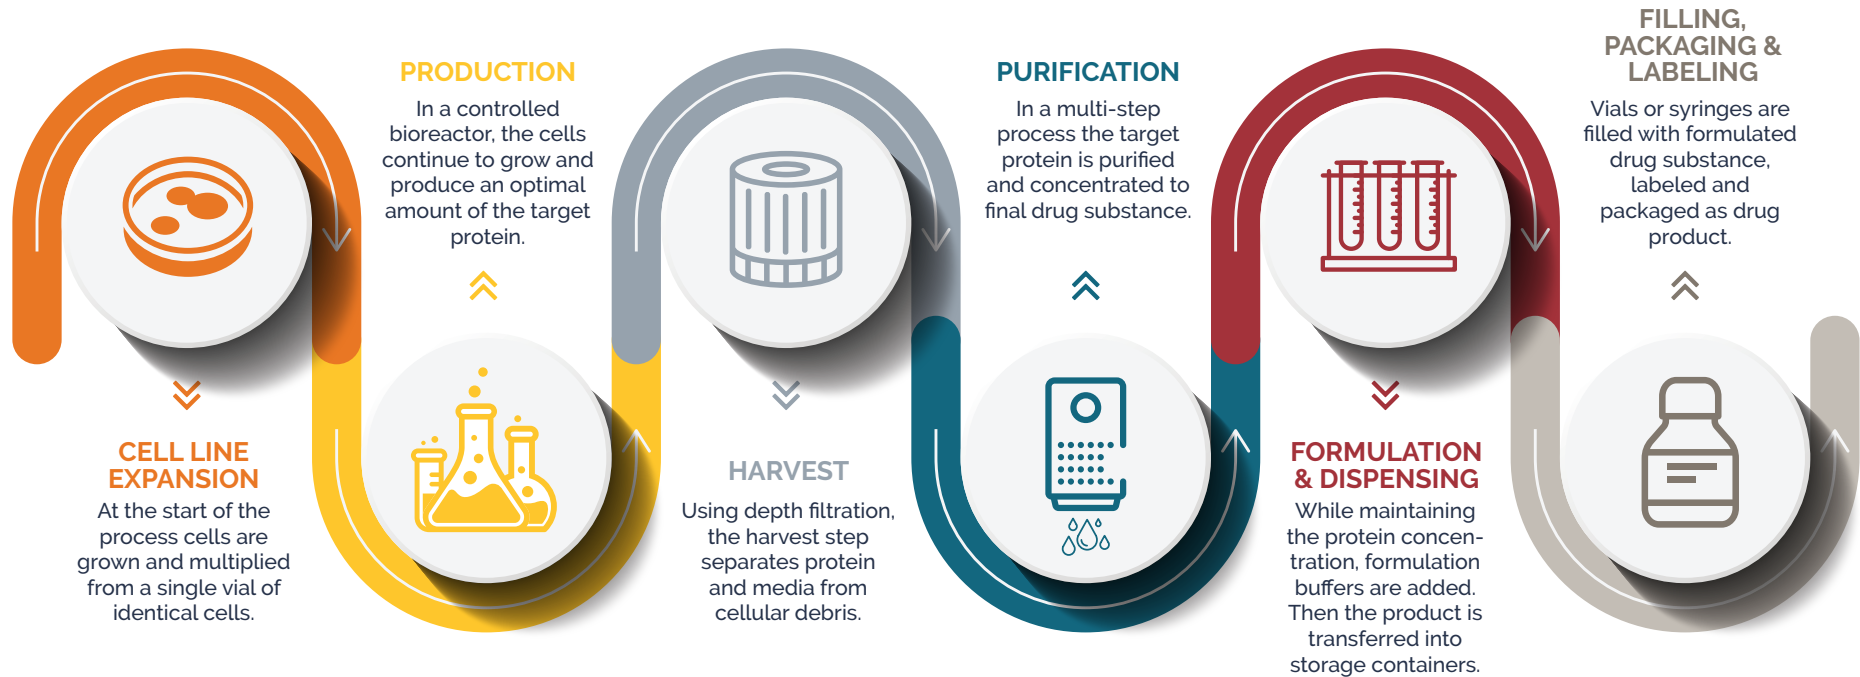 CELL LINE
EXPANSION
At the start of the
process cells are
grown and multiplied
from a single vial of
identical cells.
PRODUCTION
In a controlled
bioreactor, the cells
continue to grow and
produce an optimal
amount of the target
protein.
HARVEST
Using depth filtration,
the harvest step
separates protein
and media from
cellular debris.
PURIFICATION
In a multi-step
process the target
protein is purified
and concentrated to
final drug substance.
FORMULATION
& DISPENSING
While maintaining
the protein concen-
tration, formulation
buffers are added.
Then the product is
transferred into
storage containers.
FILLING,
PACKAGING &
LABELING
Vials or syringes are
filled with formulated
drug substance,
labeled and
packaged as drug
product.